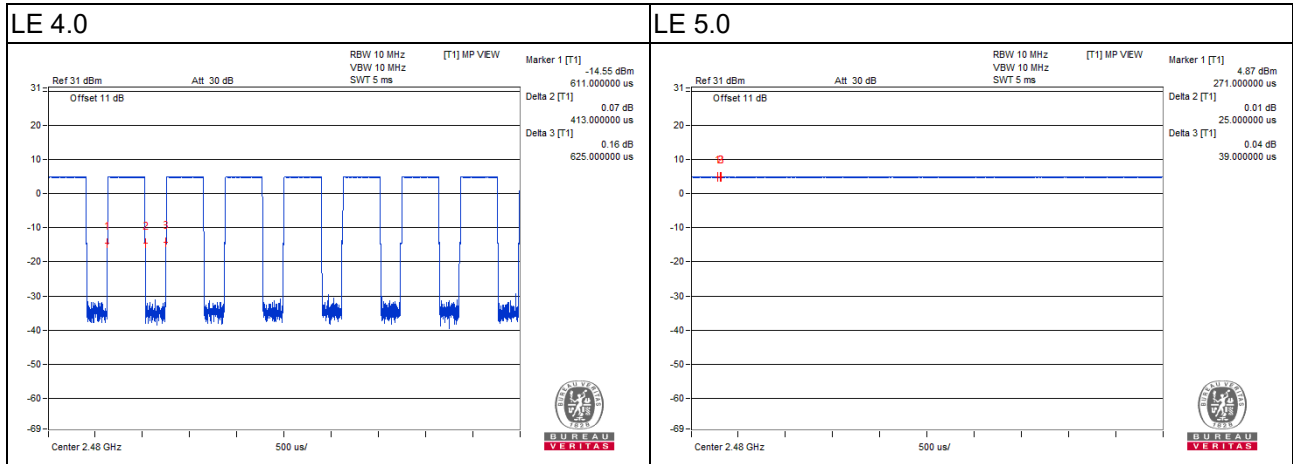 LE 4.0
RBW 10 MHz [T1] MP VIEW
VBW 10 MHz
Ref 31 dBm Att 30 dB SWT 5 ms
Marker 1 [T1]
-14.55 dBm
611.000000 us
Delta 2 [T1]
0.07 dB
413.000000 us
Delta 3 [T1]
0.16 dB
625.000000 us
31
Offset 11 dB
20
10
0
-10
1 2 3
-20
-30
-40
-50
-60
-69
Center 2.48 GHz 500 us/
BUREAU VERITAS
1828
BUREAU
VERITAS
LE 5.0
RBW 10 MHz [T1] MP VIEW
VBW 10 MHz
Ref 31 dBm Att 30 dB SWT 5 ms
Marker 1 [T1]
4.87 dBm
271.000000 us
Delta 2 [T1]
0.01 dB
25.000000 us
Delta 3 [T1]
0.04 dB
39.000000 us
31
Offset 11 dB
20
10
0
-10
-20
-30
-40
-50
-60
-69
Center 2.48 GHz 500 us/
BUREAU VERITAS
1828
BUREAU
VERITAS